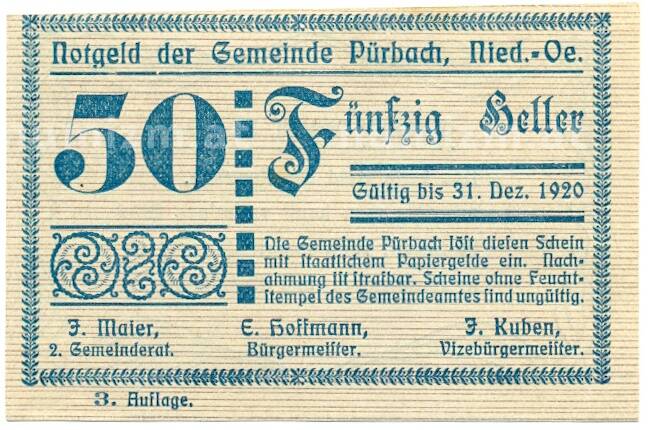 Notgeld der Gemeinde Pürbach, Nied.-Oe.
50 Fünfzig Heller
Gültig bis 31. Dez. 1920
Die Gemeinde Pürbach löst diesen Schein
mit staatlichem Papiergelde ein. Nach-
ahmung ist strafbar. Scheine ohne Feucht-
stempel des Gemeindeamtes sind ungültig.
J. Maier, E. Hoffmann, J. Kuben,
2. Gemeinderat. Bürgermeister. Vizebürgermeister.
3. Auflage.